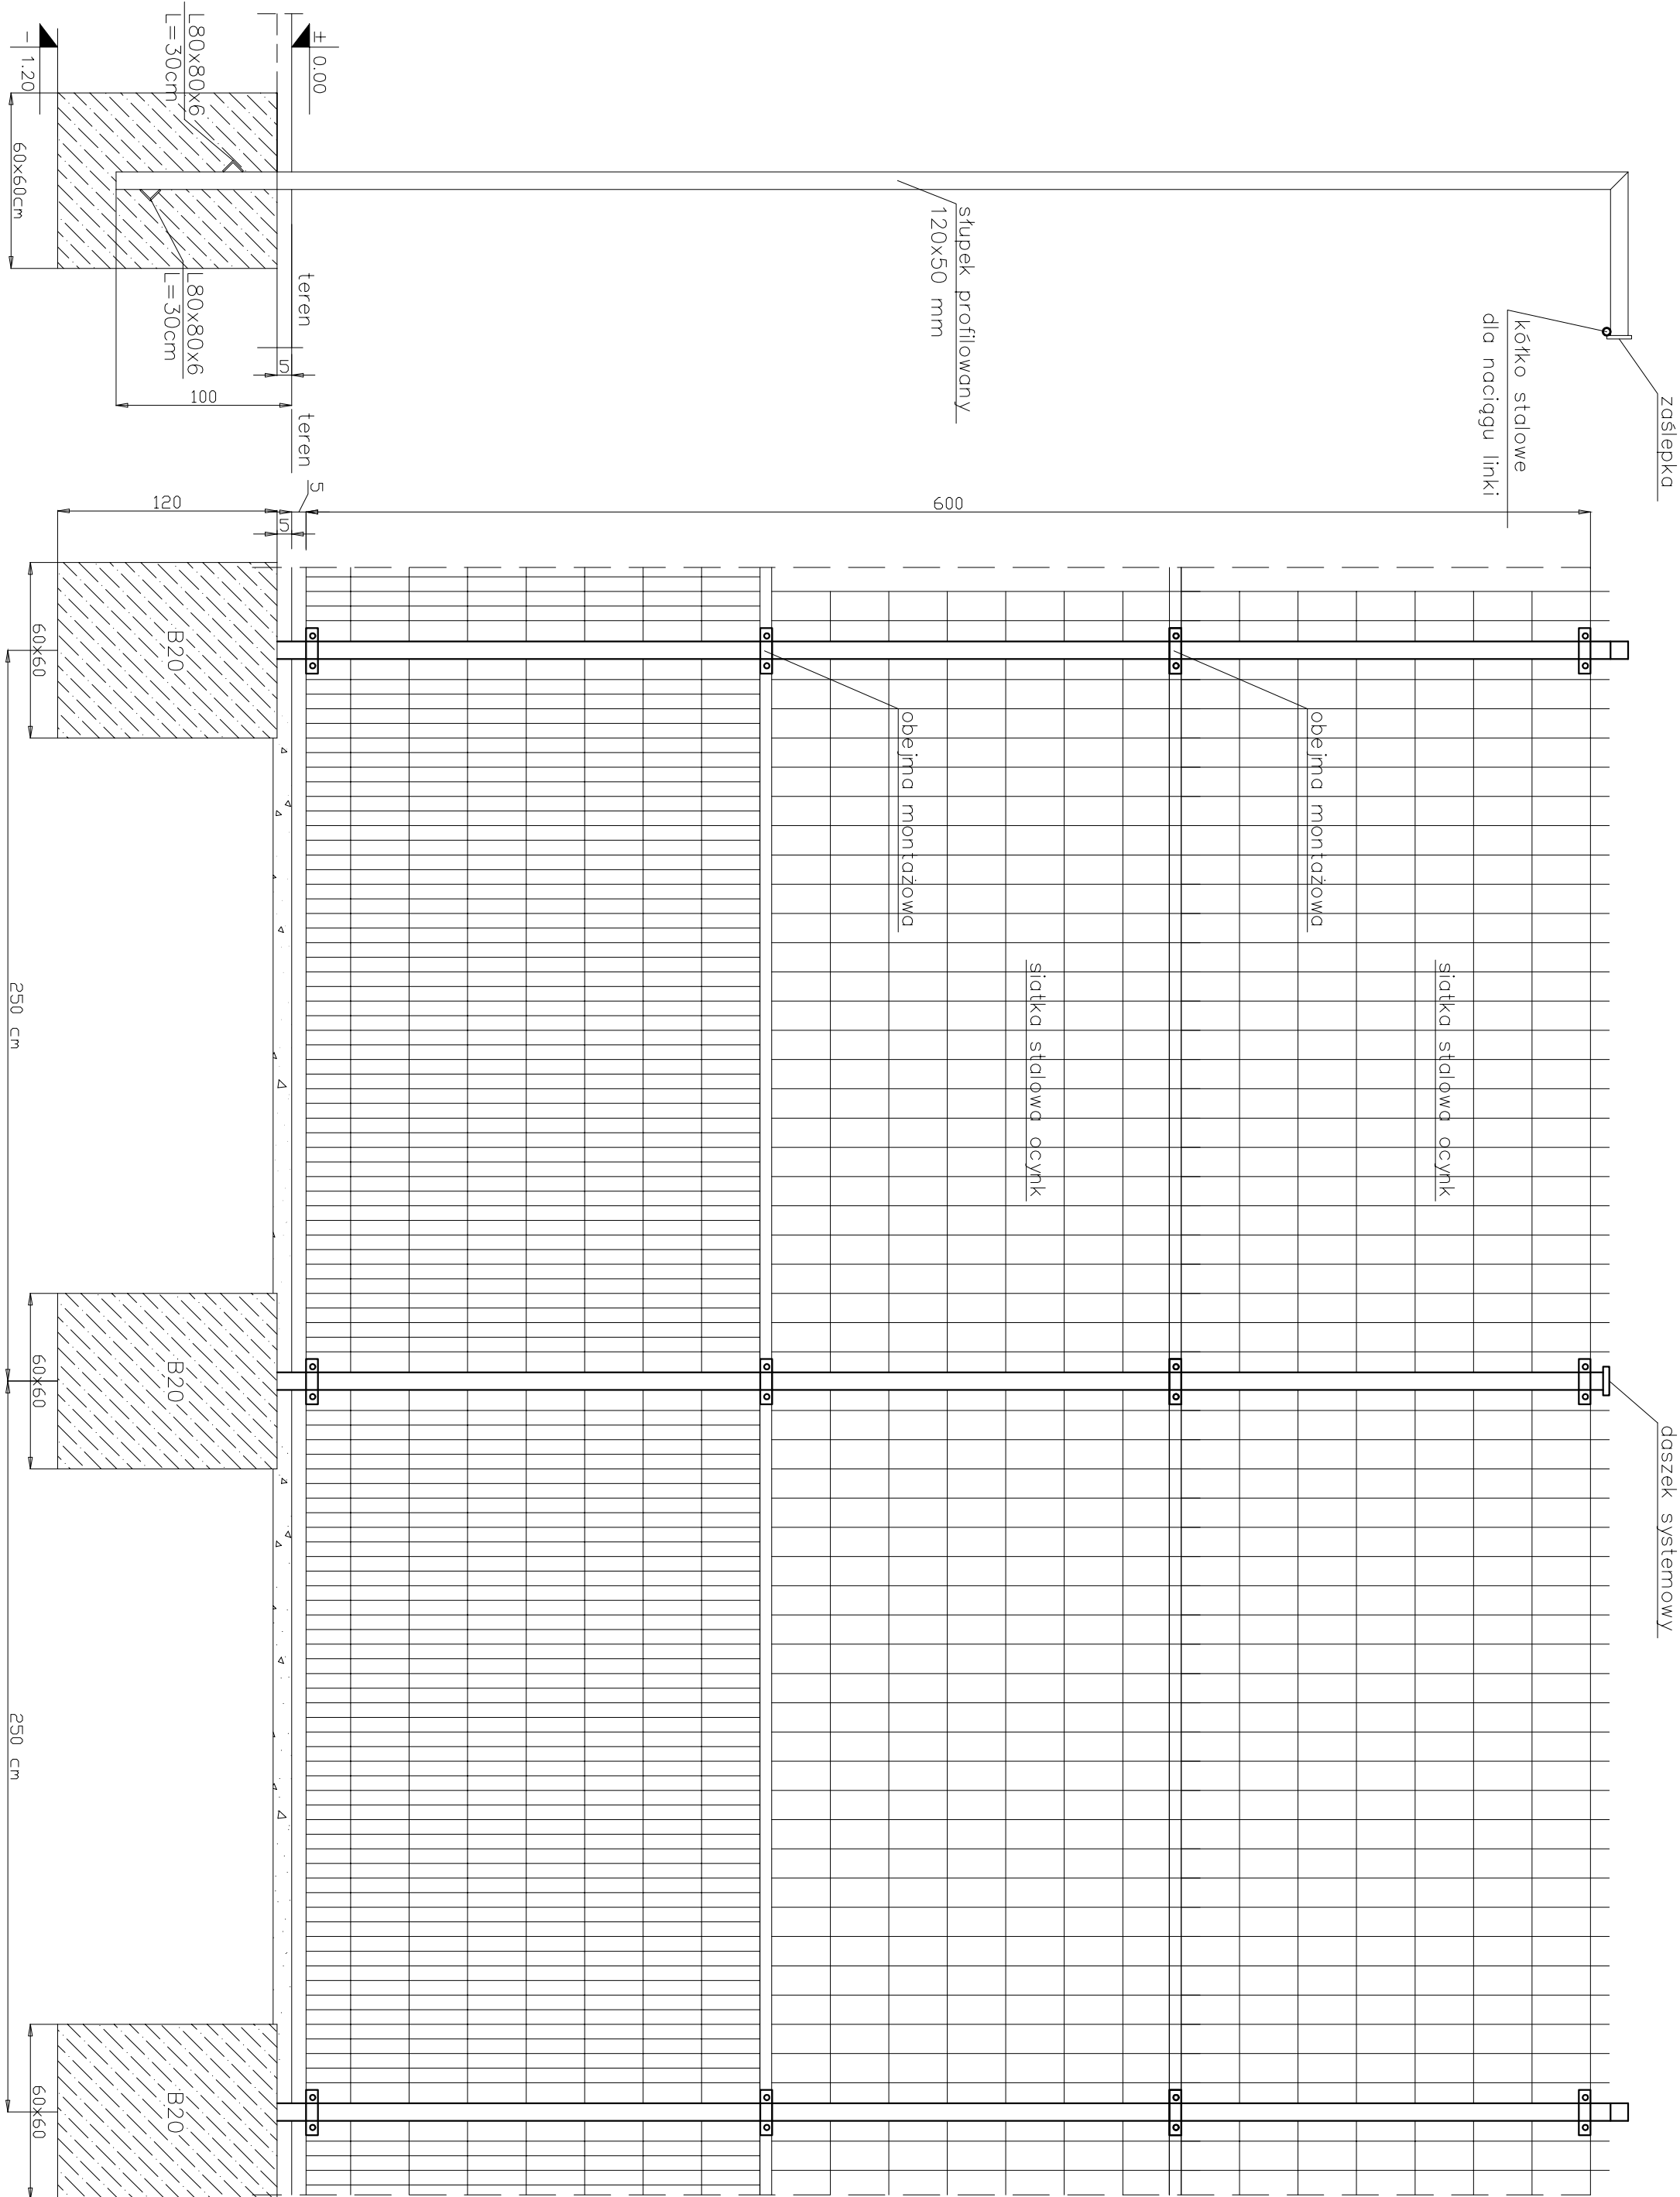 zaślepka
kółko stalowe
dla naciągu linki
słupek profilowany
120x50 mm
± 0.00
teren
5
100
L80x80x6
L=30cm
L80x80x6
L=30cm
- 1.20
60x60cm
daszek systemowy
600
siatka stalowa ocynk
obejma montażowa
siatka stalowa ocynk
obejma montażowa
teren
5
5
120
B20
B20
B20
60x60
60x60
60x60
250 cm
250 cm